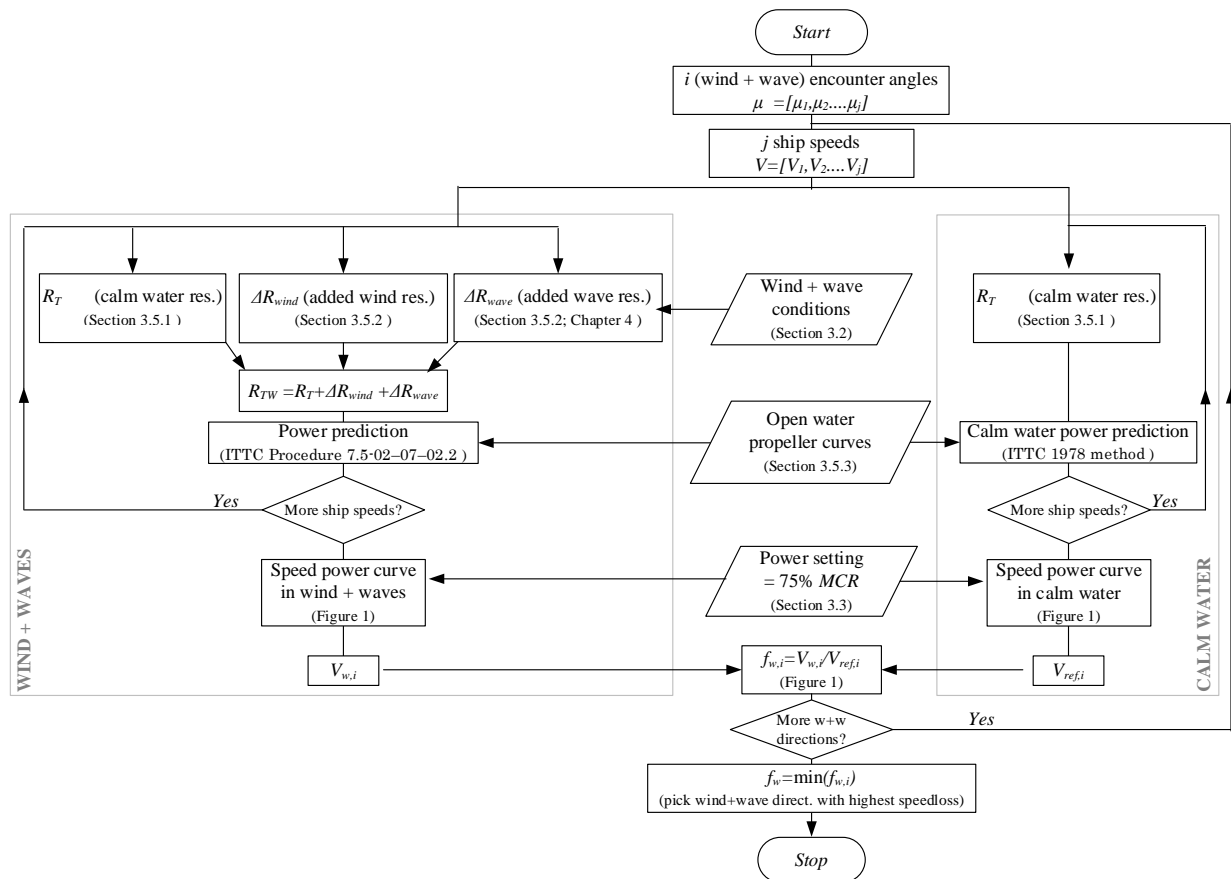 Start
i (wind + wave) encounter angles
μ =[μ1,μ2....μj]
j ship speeds
V=[V1,V2....Vj]
RT (calm water res.)
(Section 3.5.1 )
ΔRwind (added wind res.)
(Section 3.5.2 )
ΔRwave (added wave res.)
(Section 3.5.2; Chapter 4 )
Wind + wave
conditions
(Section 3.2)
RT (calm water res.)
(Section 3.5.1 )
RTW =RT+ΔRwind +ΔRwave
Power prediction
(ITTC Procedure 7.5-02–07–02.2 )
Open water
propeller curves
(Section 3.5.3 )
Calm water power prediction
(ITTC 1978 method )
Yes
More ship speeds?
More ship speeds?
Yes
Speed power curve
in wind + waves
(Figure 1)
Power setting
= 75% MCR
(Section 3.3)
Speed power curve
in calm water
(Figure 1)
WIND + WAVES
CALM WATER
Vw,i
fw,i=Vw,i/Vref,i
(Figure 1)
Vref,i
More w+w
directions?
Yes
fw=min(fw,i)
(pick wind+wave direct. with highest speedloss)
Stop